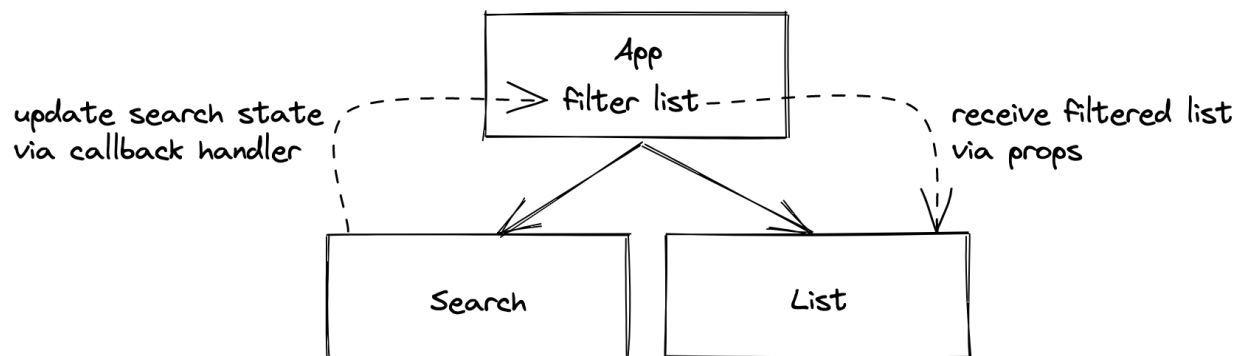 App
filter list
update search state
via callback handler
receive filtered list
via props
Search
List